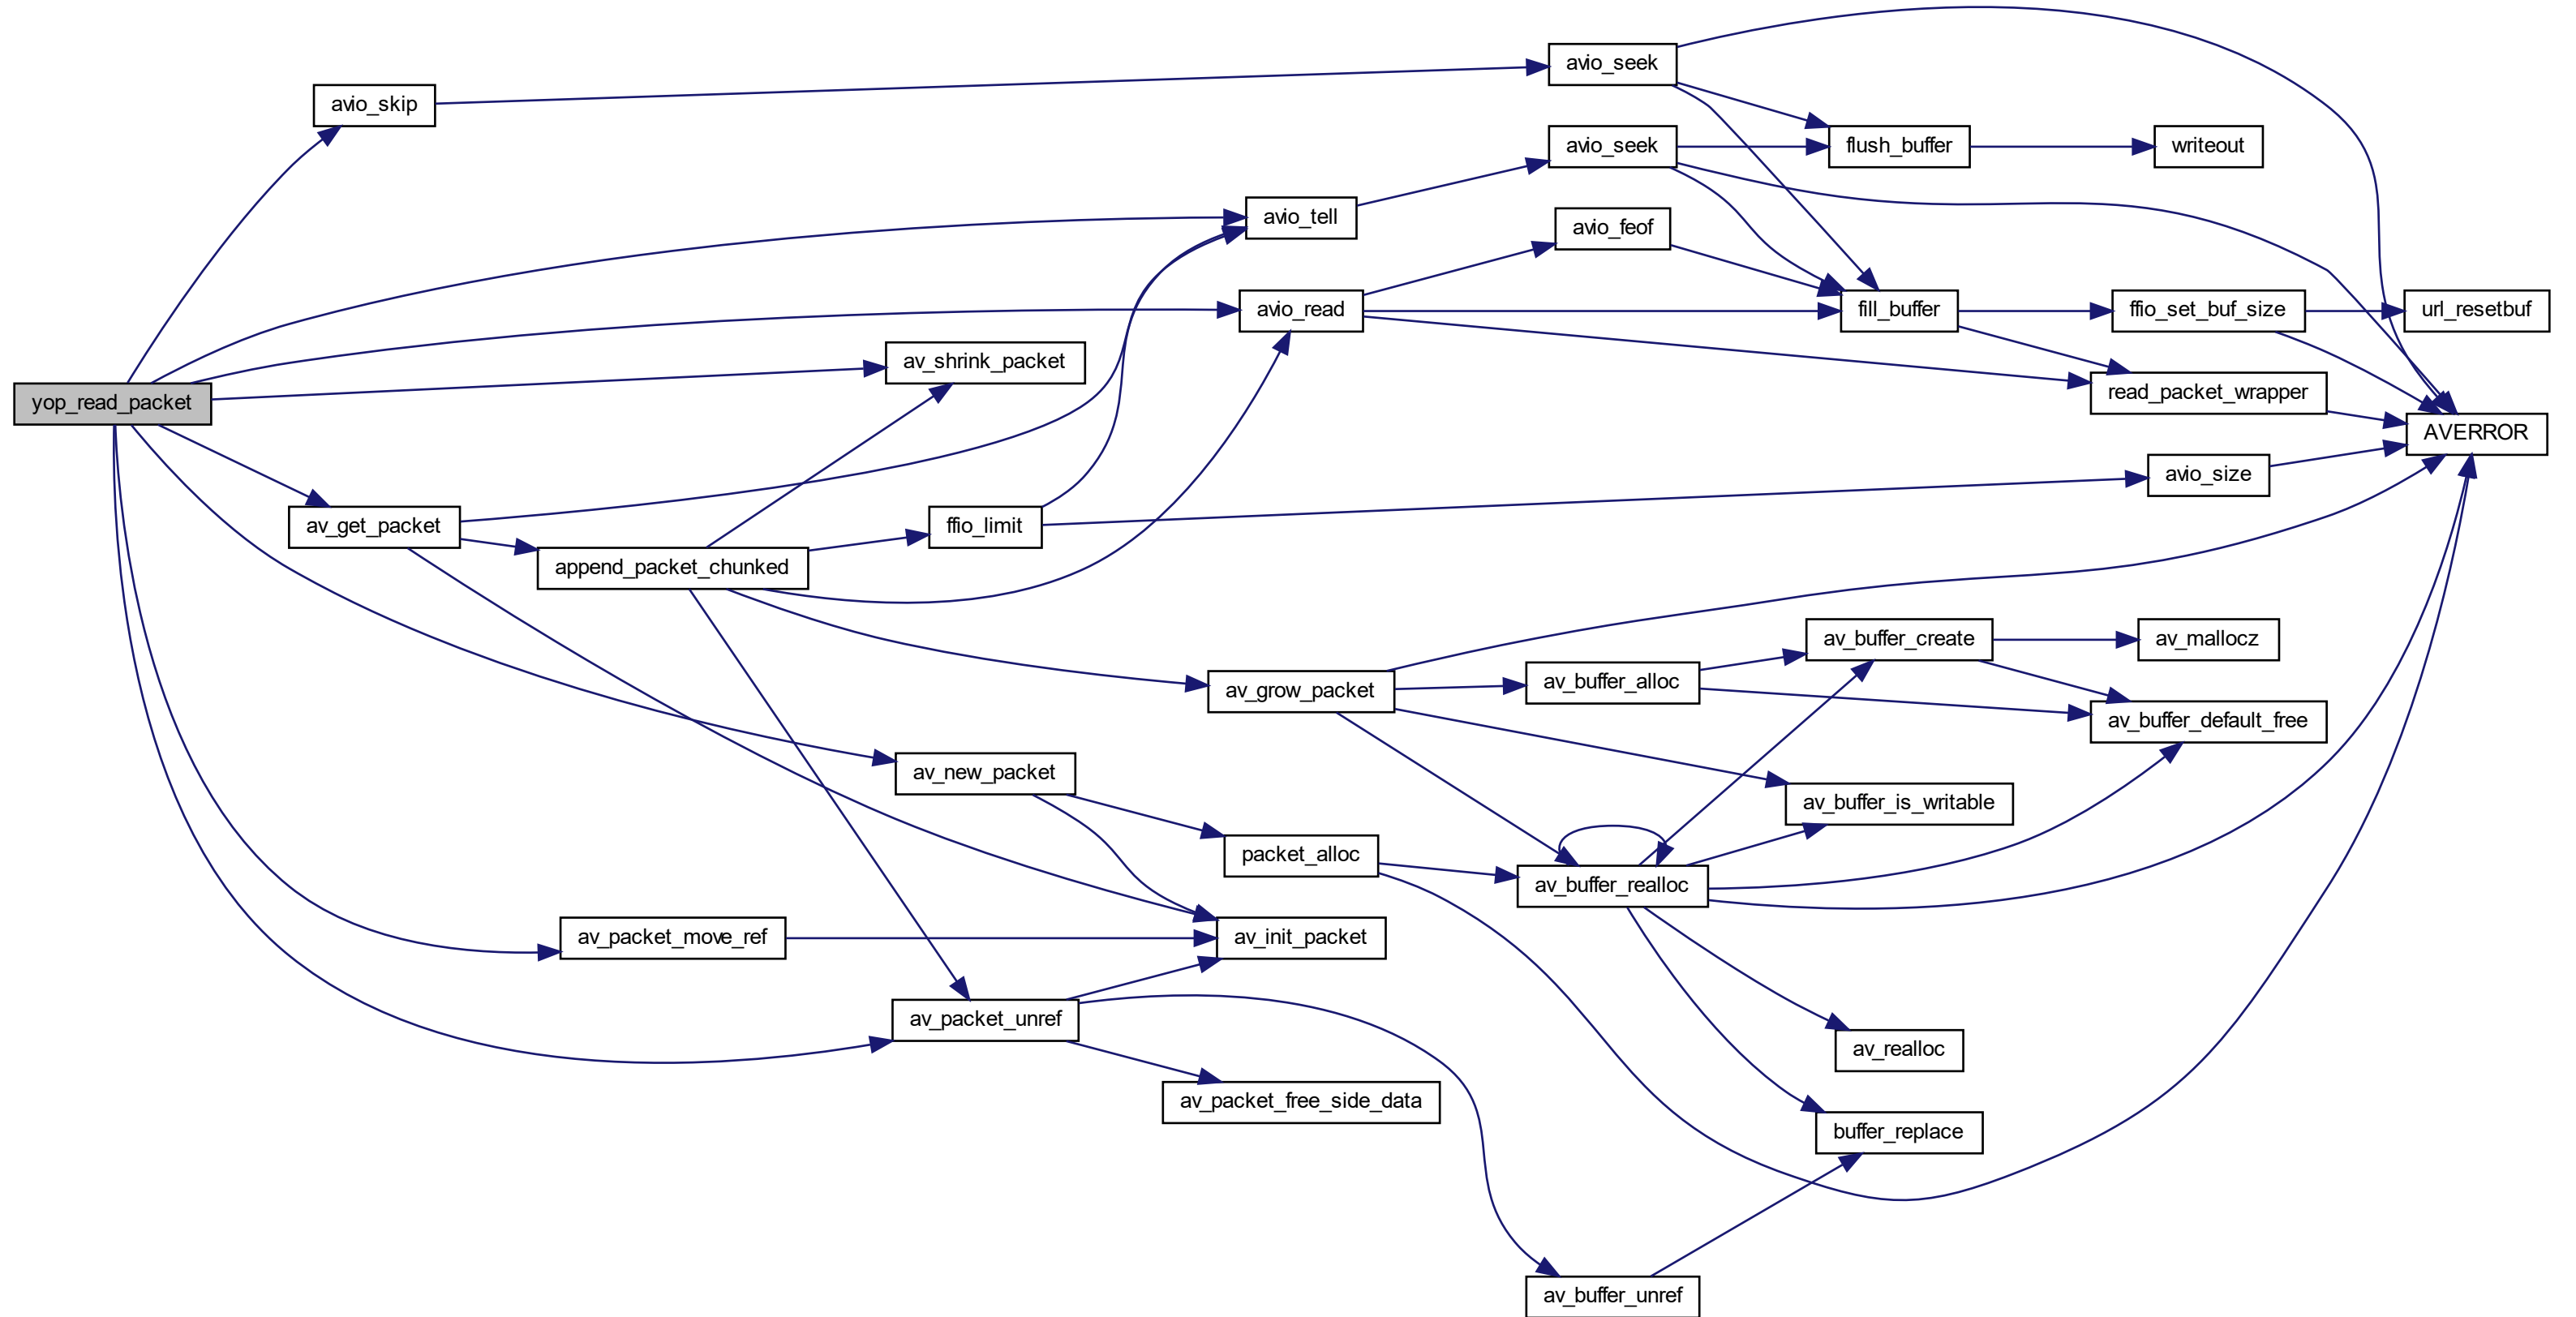 yop_read_packet
avio_skip
avio_seek
avio_seek
flush_buffer
writeout
avio_tell
avio_feof
avio_read
fill_buffer
ffio_set_buf_size
url_resetbuf
av_shrink_packet
read_packet_wrapper
AVERROR
avio_size
av_get_packet
ffio_limit
append_packet_chunked
av_grow_packet
av_buffer_alloc
av_buffer_create
av_mallocz
av_buffer_default_free
av_new_packet
av_buffer_is_writable
packet_alloc
av_buffer_realloc
av_packet_move_ref
av_init_packet
av_packet_unref
av_realloc
av_packet_free_side_data
buffer_replace
av_buffer_unref